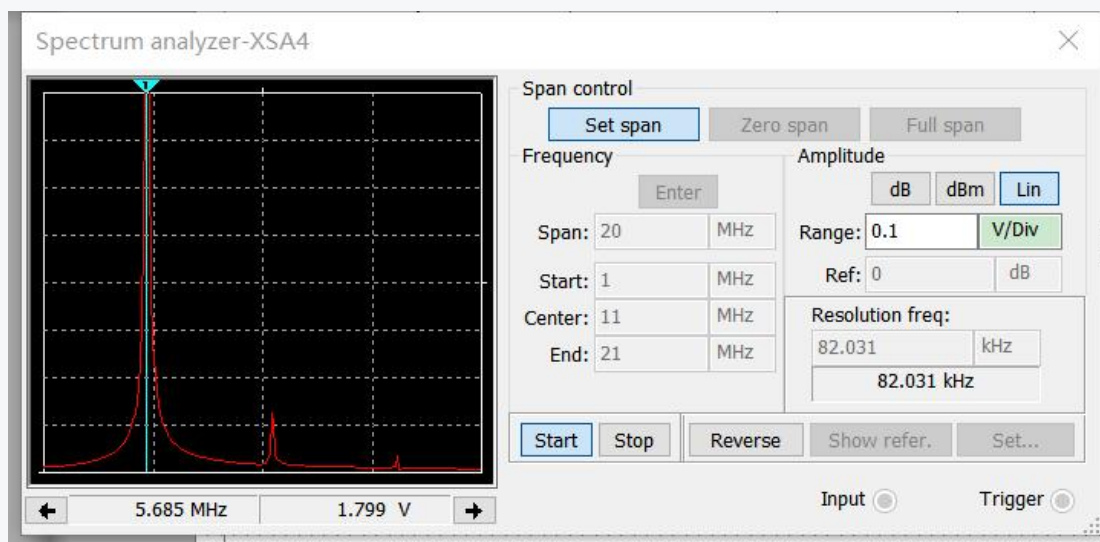 Spectrum analyzer-XSA4
1
Span control
Set span Zero span Full span
Frequency
Enter
Span: 20 MHz
Start: 1 MHz
Center: 11 MHz
End: 21 MHz
Amplitude
dB dBm Lin
Range: 0.1 V/Div
Ref: 0 dB
Resolution freq:
82.031 kHz
82.031 kHz
Start Stop Reverse Show refer. Set...
5.685 MHz 1.799 V
Input Trigger